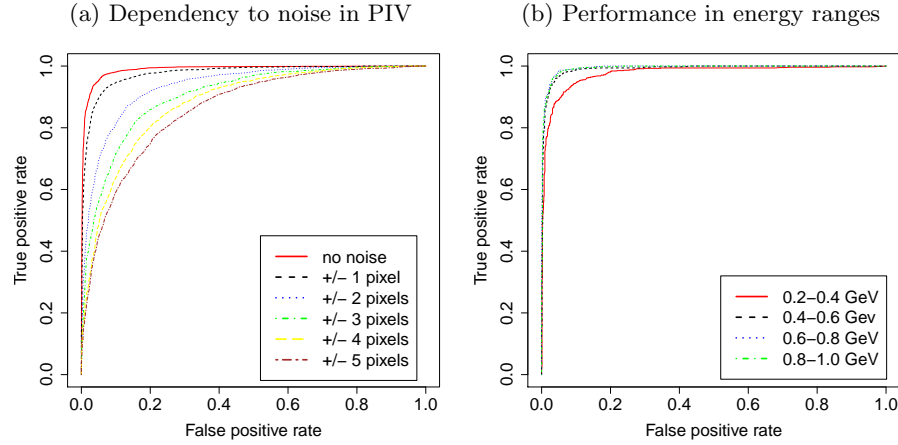 (a) Dependency to noise in PIV
True positive rate
1.0
0.8
0.6
0.4
0.2
0.0
no noise
+/− 1 pixel
+/− 2 pixels
+/− 3 pixels
+/− 4 pixels
+/− 5 pixels
0.0 0.2 0.4 0.6 0.8 1.0
False positive rate
(b) Performance in energy ranges
True positive rate
1.0
0.8
0.6
0.4
0.2
0.0
0.2−0.4 GeV
0.4−0.6 GeV
0.6−0.8 GeV
0.8−1.0 GeV
0.0 0.2 0.4 0.6 0.8 1.0
False positive rate